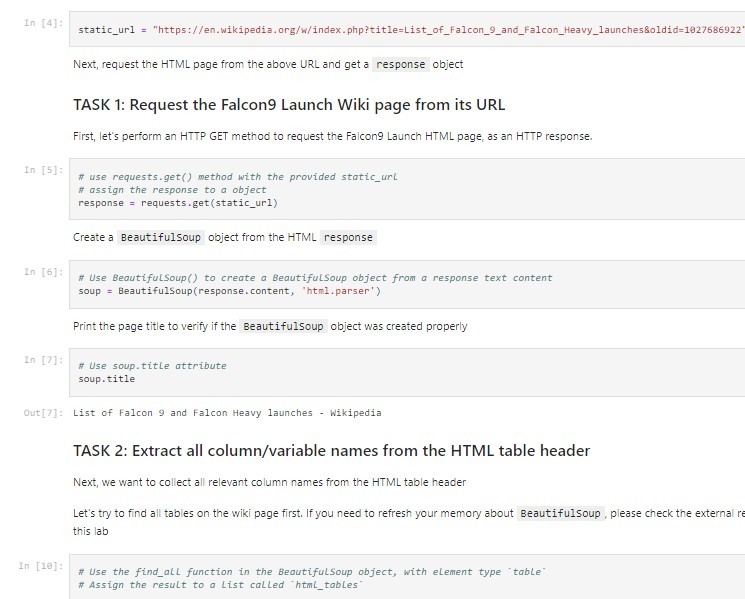 In [4]: static_url = "https://en.wikipedia.org/w/index.php?title=List_of_Falcon_9_and_Falcon_Heavy_launches&oldid=1027686922"
Next, request the HTML page from the above URL and get a response object
TASK 1: Request the Falcon9 Launch Wiki page from its URL
First, let's perform an HTTP GET method to request the Falcon9 Launch HTML page, as an HTTP response.
In [5]: # use requests.get() method with the provided static_url
# assign the response to a object
response = requests.get(static_url)
Create a BeautifulSoup object from the HTML response
In [6]: # Use BeautifulSoup() to create a BeautifulSoup object from a response text content
soup = BeautifulSoup(response.content, 'html.parser')
Print the page title to verify if the BeautifulSoup object was created properly
In [7]: # Use soup.title attribute
soup.title
Out[7]: List of Falcon 9 and Falcon Heavy launches - Wikipedia
TASK 2: Extract all column/variable names from the HTML table header
Next, we want to collect all relevant column names from the HTML table header
Let's try to find all tables on the wiki page first. If you need to refresh your memory about BeautifulSoup, please check the external re
this lab
In [10]: # Use the find_all function in the BeautifulSoup object, with element type `table`
# Assign the result to a list called `html_tables`